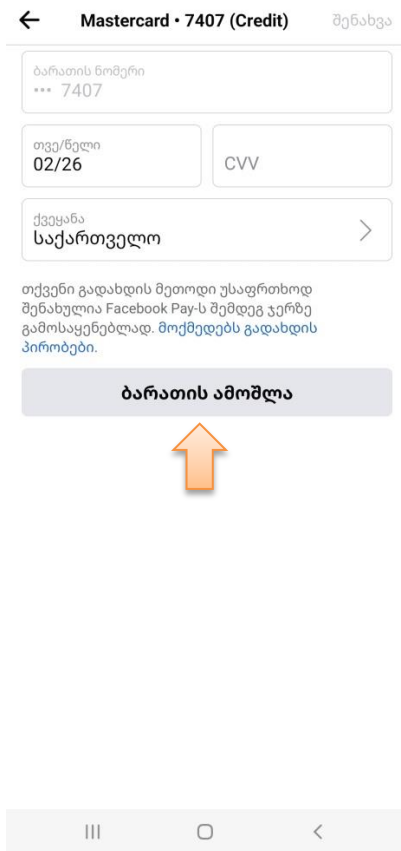 Mastercard • 7407 (Credit) შენახვა
ბარათის ნომერი
••• 7407
თვე/წელი
02/26
CVV
ქვეყანა
საქართველო
თქვენი გადახდის მეთოდი უსაფრთხოდ
შენახულია Facebook Pay-ს შემდეგ ჯერზე
გამოსაყენებლად. მოქმედებს გადახდის
პირობები.
ბარათის ამოშლა